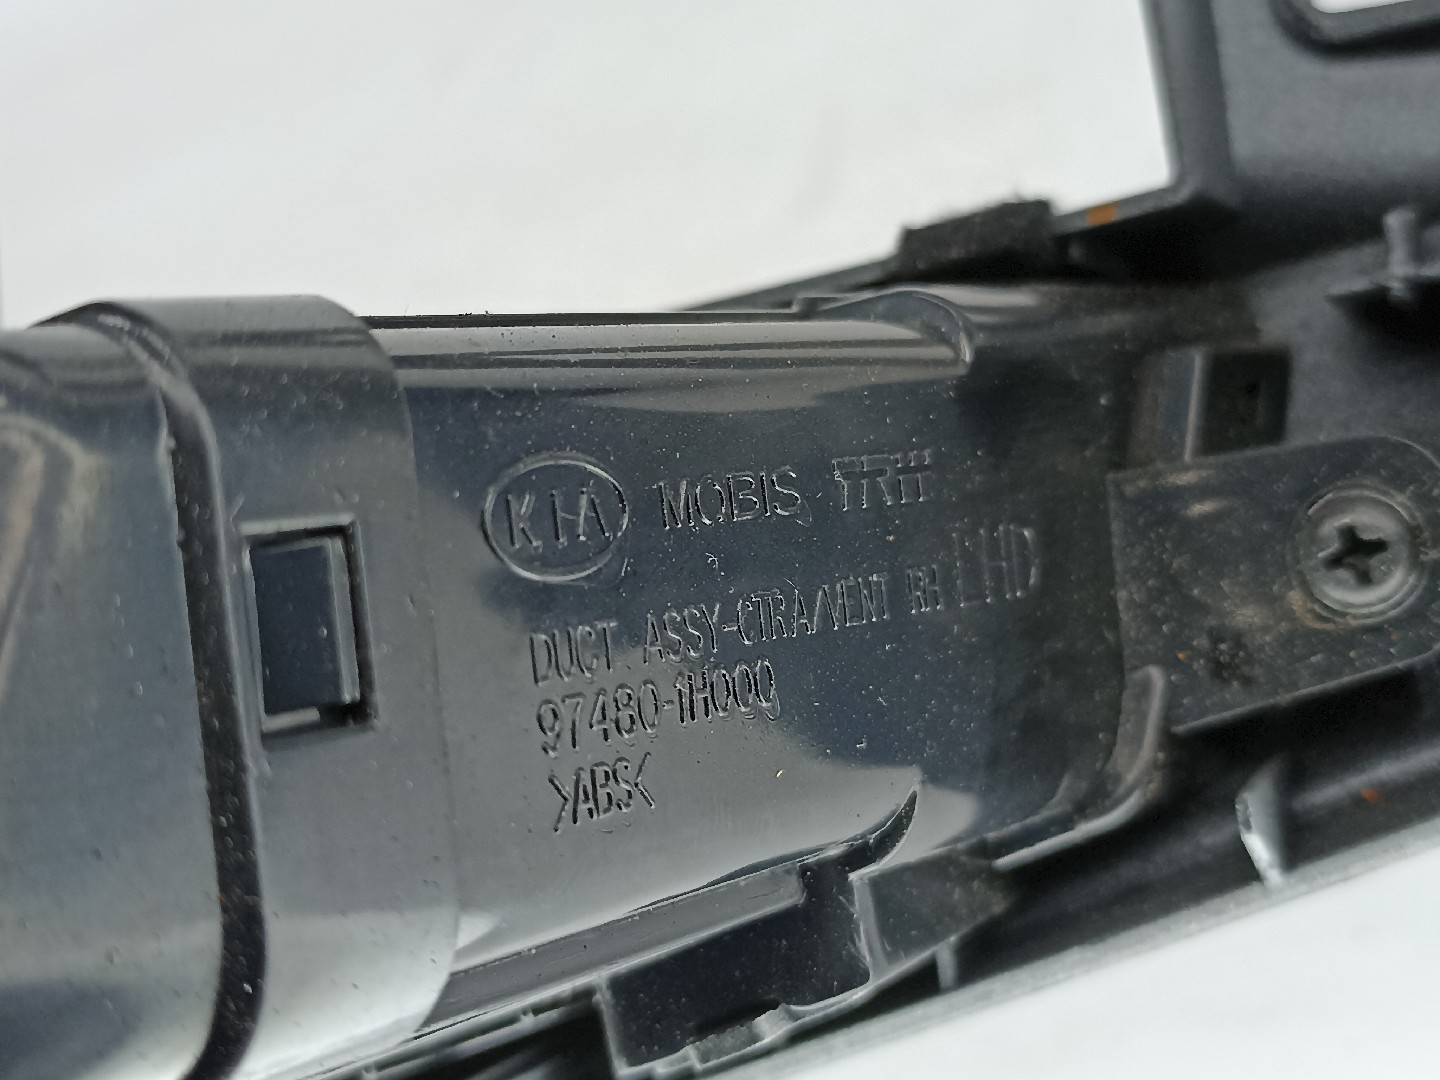 KIA MOBIS
DUCT ASSY-CTR A/VENT RH LHD
97480-1H000
>ABS<